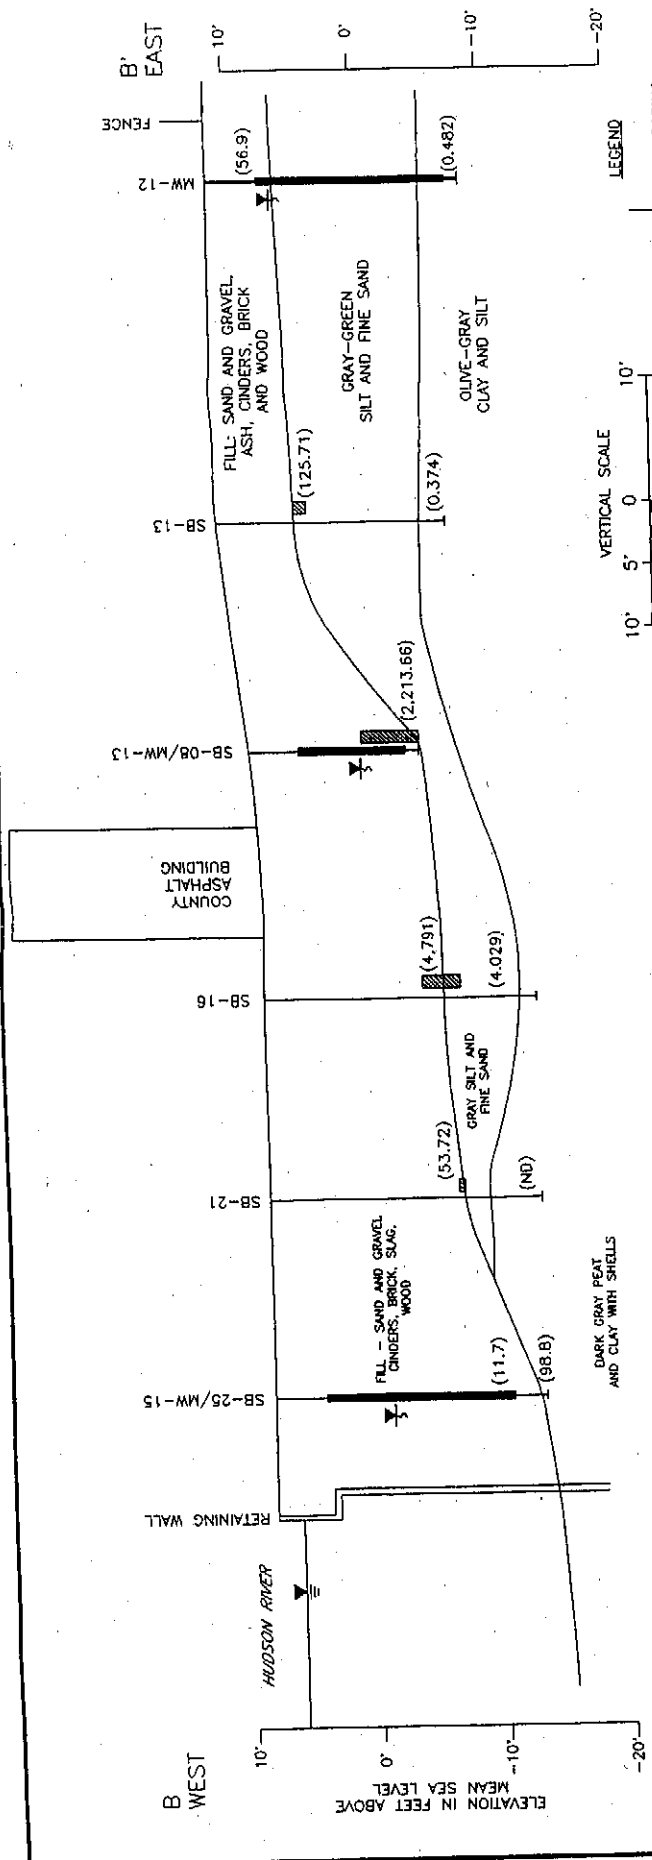 B'
EAST
10'
0'
-10'
-20'
FENCE
MW-12
(56.9)
(0.482)
LEGEND
FILL: SAND AND GRAVEL,
ASH, CINDERS, BRICK
AND WOOD
GRAY-GREEN
SILT AND FINE SAND
OLIVE-GRAY
CLAY AND SILT
SB-13
(125.71)
(0.374)
10'
0
5'
10'
VERTICAL SCALE
SB-08/MW-13
(2,213.66)
COUNTY
ASPHALT
BUILDING
SB-16
(4,791)
(4.029)
GRAY SILT AND
FINE SAND
SB-21
(53.72)
(ND)
FILL - SAND AND GRAVEL
CINDERS, BRICK, SLAG,
WOOD
SB-25/MW-15
(11.7)
(98.8)
DARK GRAY PEAT
AND CLAY WITH SHELLS
RETAINING WALL
HUDSON RIVER
B
WEST
10'
0'
-10'
-20'
ELEVATION IN FEET ABOVE
MEAN SEA LEVEL